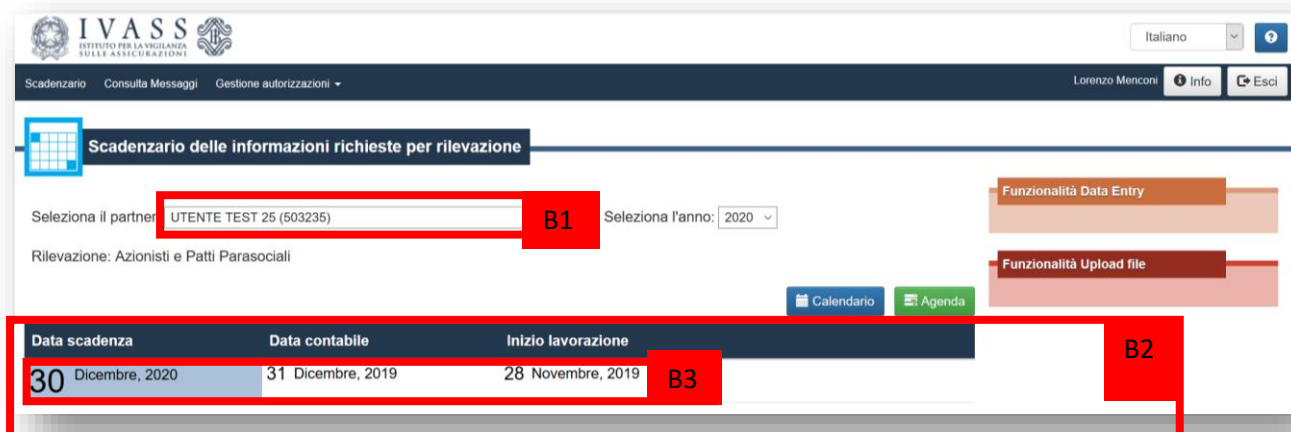 IVASS
ISTITUTO PER LA VIGILANZA
SULLE ASSICURAZIONI
Italiano
Scadenzario Consulta Messaggi Gestione autorizzazioni
Lorenzo Menconi Info Esci
Scadenzario delle informazioni richieste per rilevazione
Funzionalità Data Entry
Seleziona il partner UTENTE TEST 25 (503235) B1 Seleziona l'anno: 2020
Rilevazione: Azionisti e Patti Parasociali
Funzionalità Upload file
Calendario Agenda
Data scadenza Data contabile Inizio lavorazione
B2
30 Dicembre, 2020 31 Dicembre, 2019 28 Novembre, 2019 B3